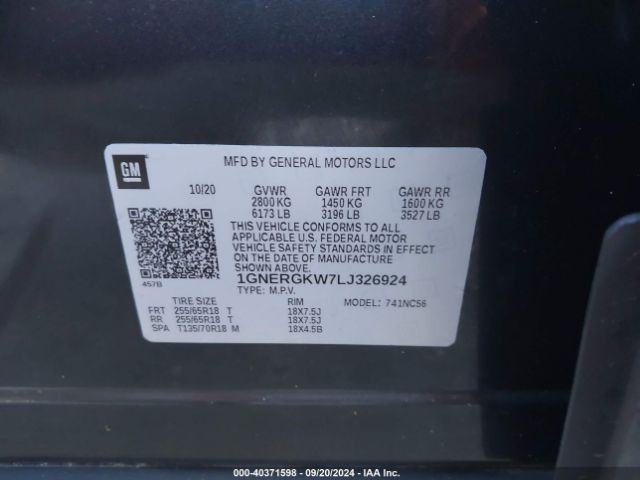 GM
MFD BY GENERAL MOTORS LLC
10/20 GVWR GAWR FRT GAWR RR
2800 KG 1450 KG 1600 KG
6173 LB 3196 LB 3527 LB
THIS VEHICLE CONFORMS TO ALL
APPLICABLE U.S. FEDERAL MOTOR
VEHICLE SAFETY STANDARDS IN EFFECT
ON THE DATE OF MANUFACTURE
SHOWN ABOVE.
1GNERGKW7LJ326924
457B
TYPE: M.P.V.
TIRE SIZE RIM MODEL: 741NC56
FRT 255/65R18 T 18X7.5J
RR 255/65R18 T 18X7.5J
SPA T135/70R18 M 18X4.5B
000-40371598 - 09/20/2024 - IAA, Inc.